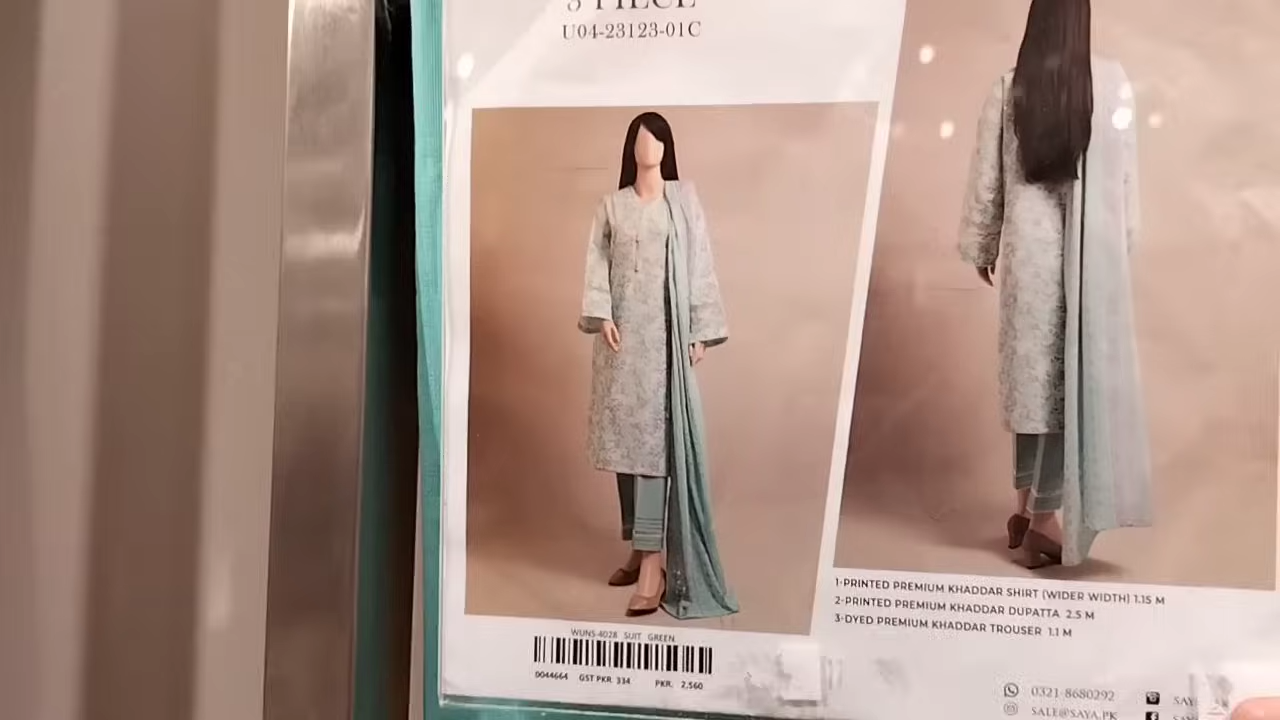 3 PIECE
U04-23123-01C
WUNS-4028 SUIT GREEN
0044664 GST PKR. 334 PKR. 2,560
1-PRINTED PREMIUM KHADDAR SHIRT (WIDER WIDTH) 1.15 M
2-PRINTED PREMIUM KHADDAR DUPATTA 2.5 M
3-DYED PREMIUM KHADDAR TROUSER 1.1 M
0321-8680292
SALE@SAYA.PK